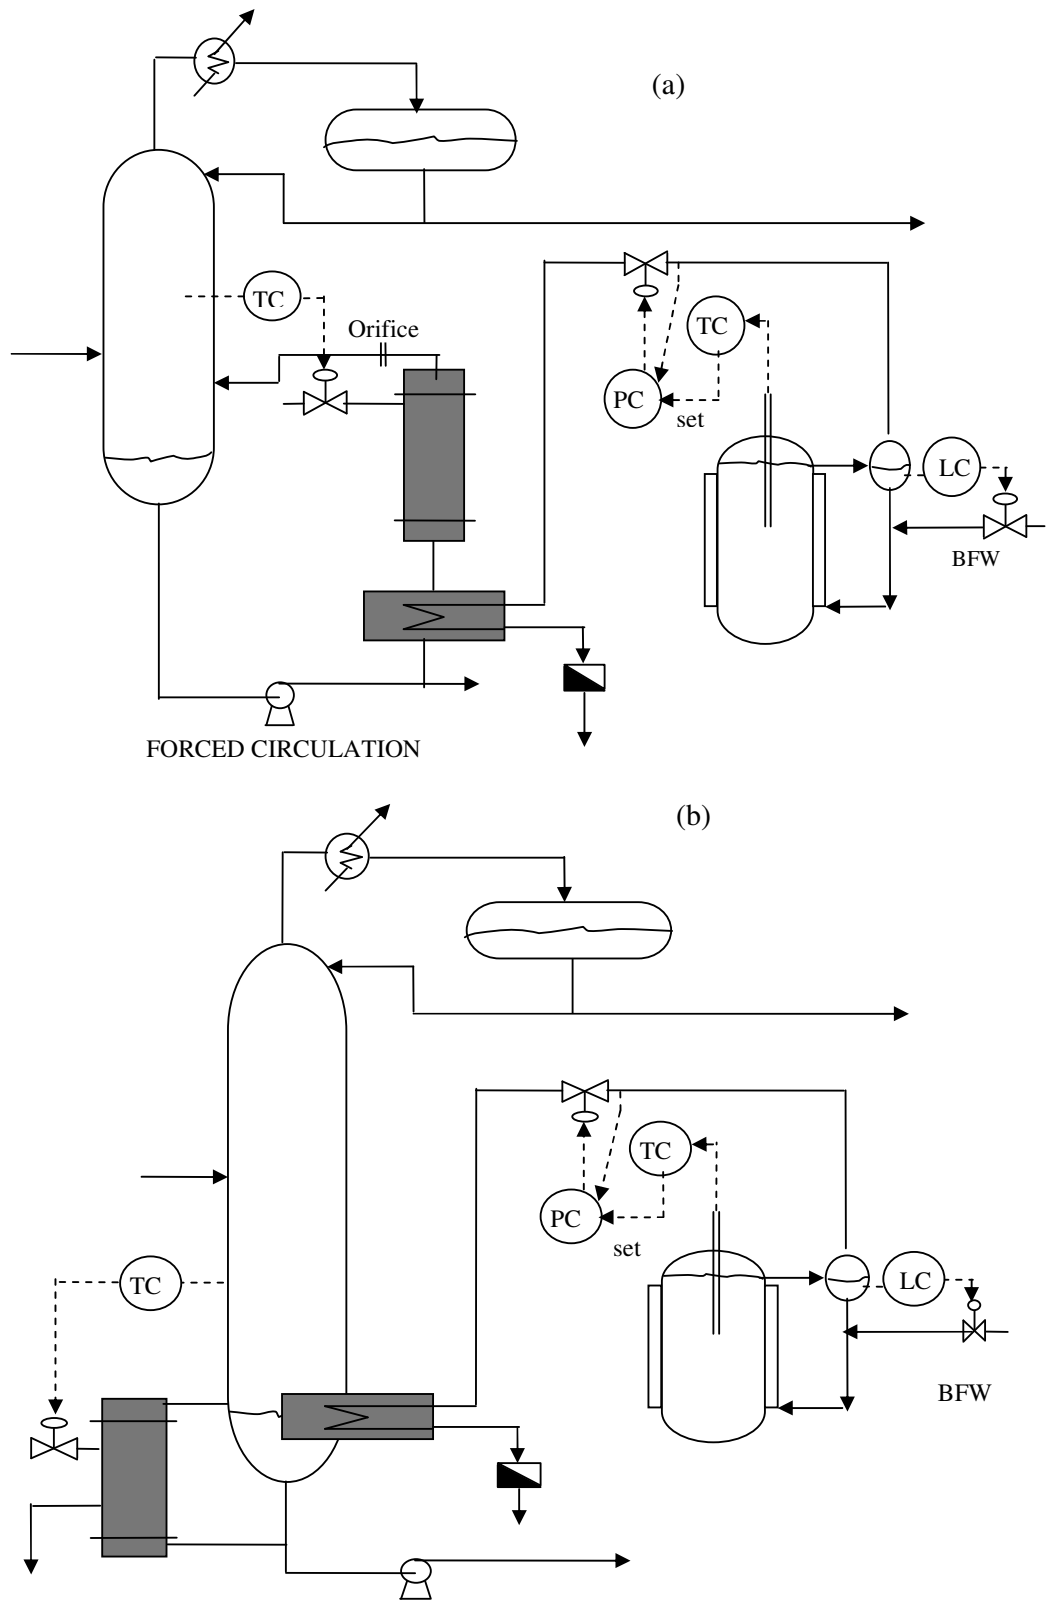 (a)
TC
Orifice
TC
PC
set
LC
BFW
FORCED CIRCULATION
(b)
TC
PC
set
TC
LC
BFW